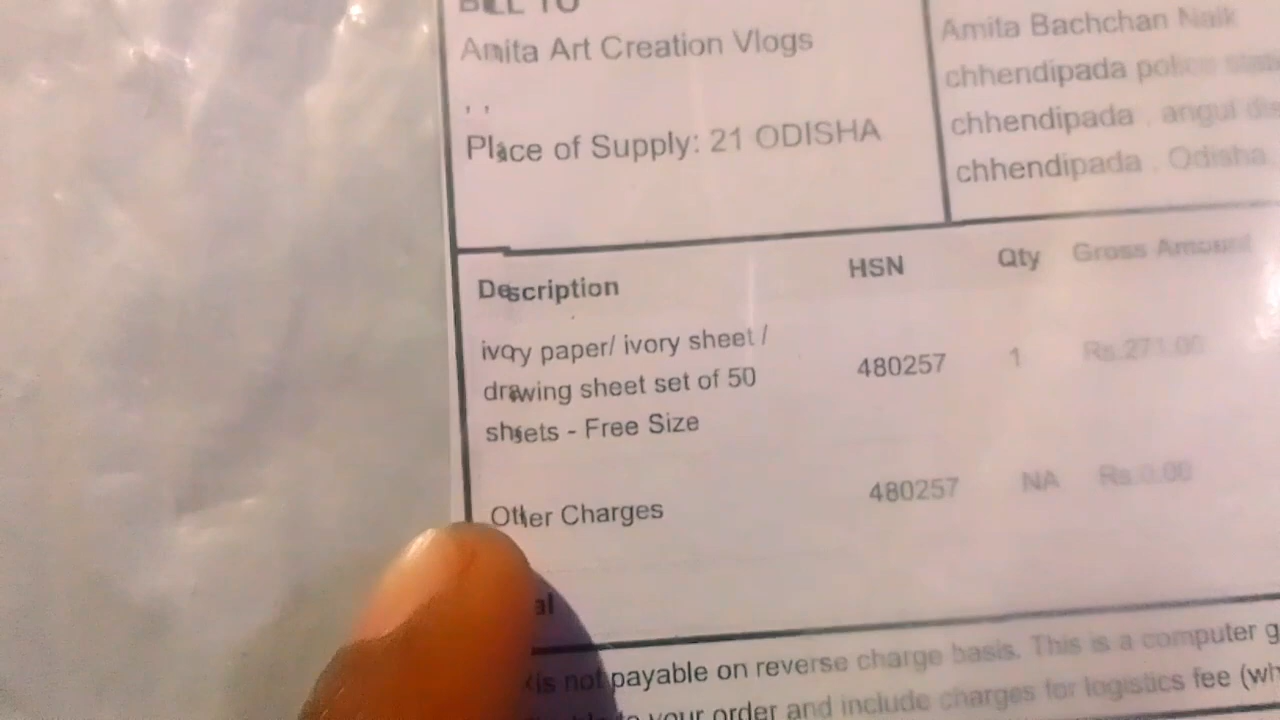 BILL TO
Anita Art Creation Vlogs
, ,
Place of Supply: 21 ODISHA
Amita Bachchan Naik
chhendipada police
chhendipada , angul
chhendipada , Odisha,
Description HSN Qty Gross Amount
ivory paper/ ivory sheet / 
drawing sheet set of 50
sheets - Free Size
480257 1 Rs.271.00
Other Charges 480257 NA Rs.0.00
al
is not payable on reverse charge basis. This is a computer g
your order and include charges for logistics fee (wh